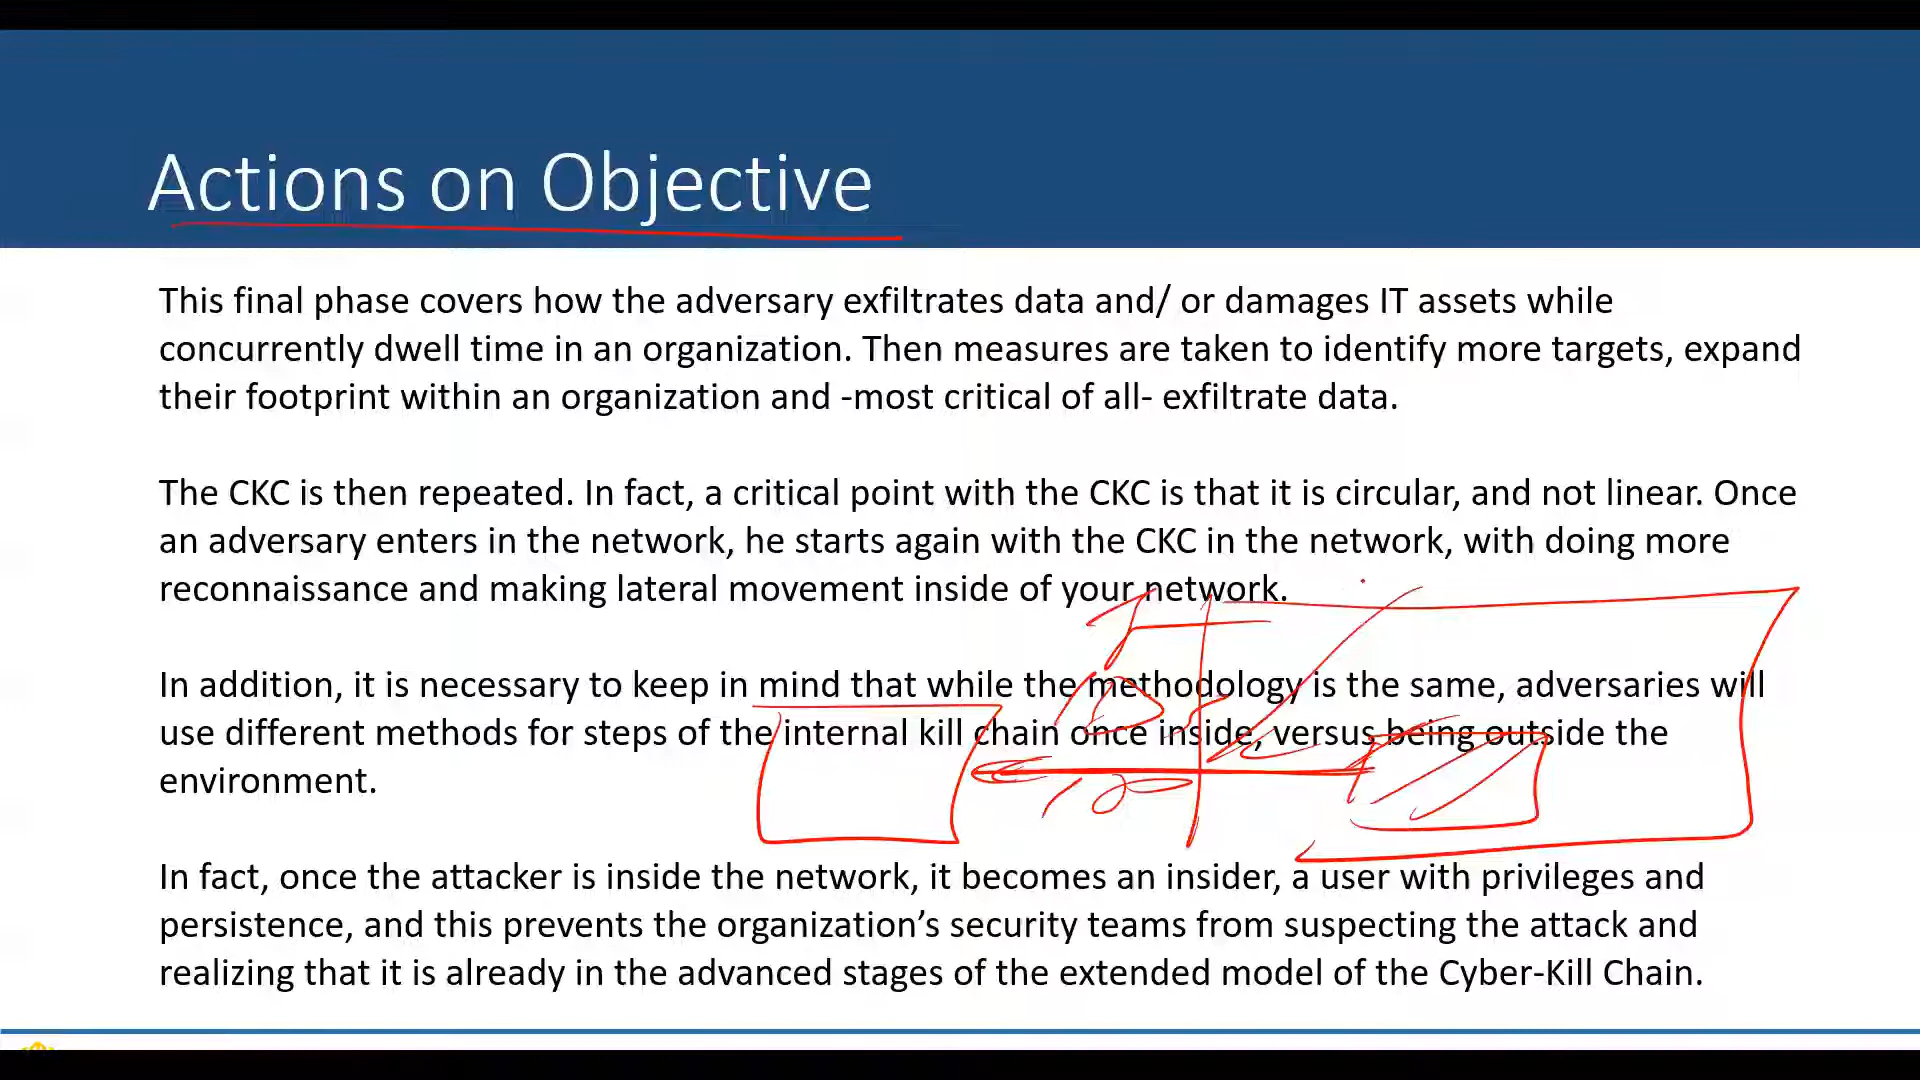 Actions on Objective
This final phase covers how the adversary exfiltrates data and/ or damages IT assets while
concurrently dwell time in an organization. Then measures are taken to identify more targets, expand
their footprint within an organization and -most critical of all- exfiltrate data.
The CKC is then repeated. In fact, a critical point with the CKC is that it is circular, and not linear. Once
an adversary enters in the network, he starts again with the CKC in the network, with doing more
reconnaissance and making lateral movement inside of your network.
In addition, it is necessary to keep in mind that while the methodology is the same, adversaries will
use different methods for steps of the internal kill chain once inside, versus being outside the
environment.
In fact, once the attacker is inside the network, it becomes an insider, a user with privileges and
persistence, and this prevents the organization’s security teams from suspecting the attack and
realizing that it is already in the advanced stages of the extended model of the Cyber-Kill Chain.